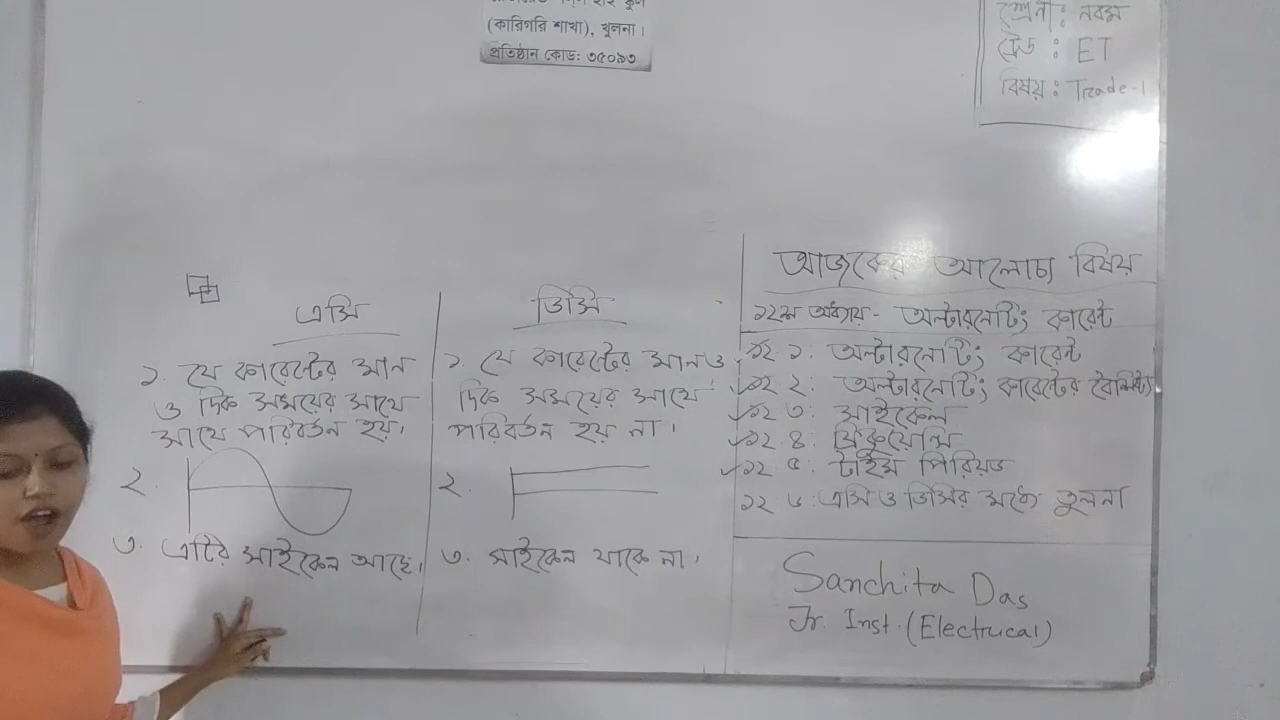 (কারিগরি শাখা), খুলনা।
প্রতিষ্ঠান কোড: ৩৫০৯৩
শ্রেনী: নবম
ট্রেড : ET
বিষয়: Trade-1
এসি
১. যে কারেন্টের মান
ও দিক সময়ের সাথে
সাথে পরিবর্তন হয়।
২.
৩. এটির সাইকেল আছে।
ডিসি
১. যে কারেন্টের মান ও
দিক সময়ের সাথে
পরিবর্তন হয় না।
২.
৩. সাইকেল থাকে না।
আজকের আলোচ্য বিষয়
১২শ অধ্যায় - অল্টারনেটিং কারেন্ট
১২.১: অল্টারনেটিং কারেন্ট
১২.২: অল্টারনেটিং কারেন্টের বৈশিষ্ট্য
১২.৩: সাইকেল
১২.৪: ফ্রিকুয়েন্সি
১২.৫: টাইম পিরিয়ড
১২.৬: এসি ও ডিসির মধ্যে তুলনা
Sanchita Das
Jr. Inst. (Electrical)